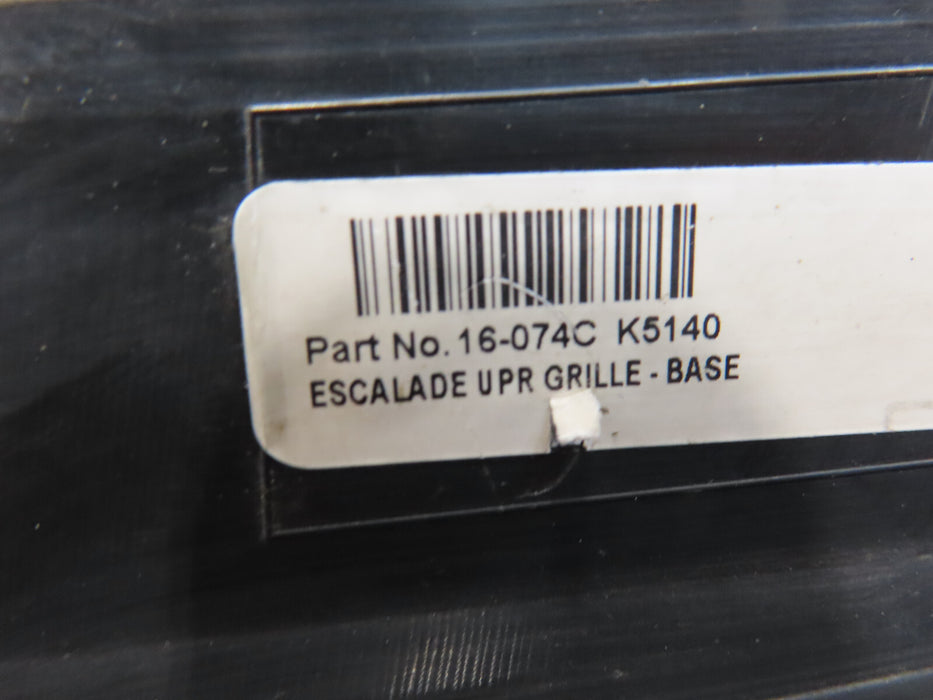 Part No. 16-074C K5140
ESCALADE UPR GRILLE - BASE